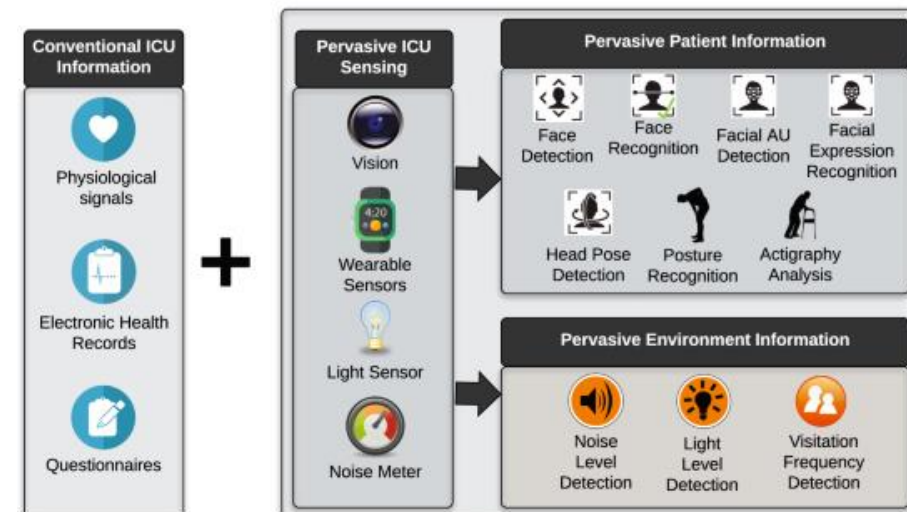 Conventional ICU
Information
Physiological
signals
Electronic Health
Records
Questionnaires
Pervasive ICU
Sensing
Vision
4:20
Wearable
Sensors
Light Sensor
Noise Meter
Pervasive Patient Information
Face
Detection
Face
Recognition
Facial AU
Detection
Facial
Expression
Recognition
Head Pose
Detection
Posture
Recognition
Actigraphy
Analysis
Pervasive Environment Information
Noise
Level
Detection
Light
Level
Detection
Visitation
Frequency
Detection